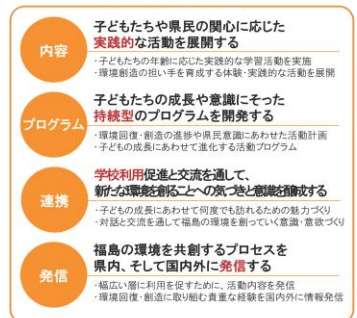 内容
子どもたちや県民の関心に応じた
実践的な活動を展開する
・子どもたちの年齢に応じた実践的な学習活動を実施
・環境創造の担い手を育成する体験・実践的な活動を展開
プログラム
子どもたちの成長や意識にそった
持続型のプログラムを開発する
・環境回復・創造の進捗や県民意識にあわせた活動計画
・子どもの成長にあわせて進化する活動プログラム
連携
学校利用促進と交流を通して、
新たな環境を創ることへの気づきと意識を醸成する
・子どもの成長にあわせて何度でも訪れるための魅力づくり
・対話と交流を通して福島の環境を創っていく意識・意欲づくり
発信
福島の環境を共創するプロセスを
県内、そして国内外に発信する
・幅広い層に利用を促すために、活動内容を発信
・環境回復・創造に取り組む貴重な経験を国内外に情報発信